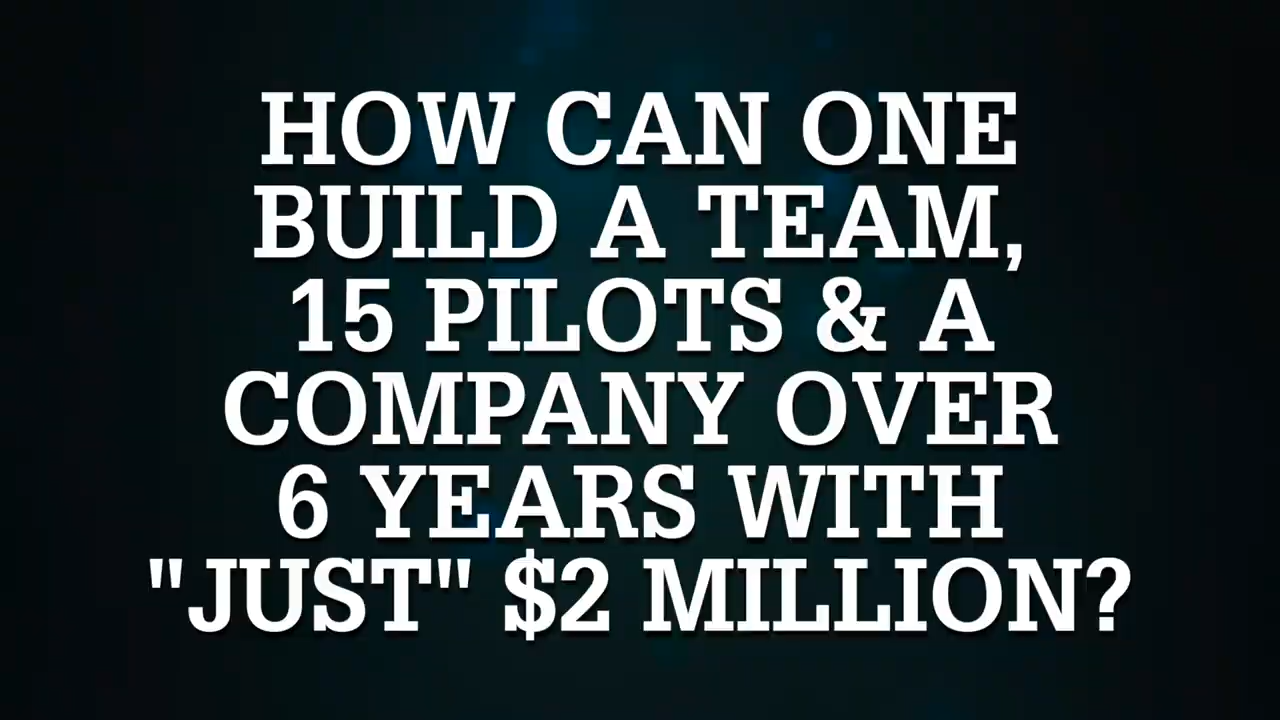 HOW CAN ONE
BUILD A TEAM,
15 PILOTS & A
COMPANY OVER
6 YEARS WITH
"JUST" $2 MILLION?